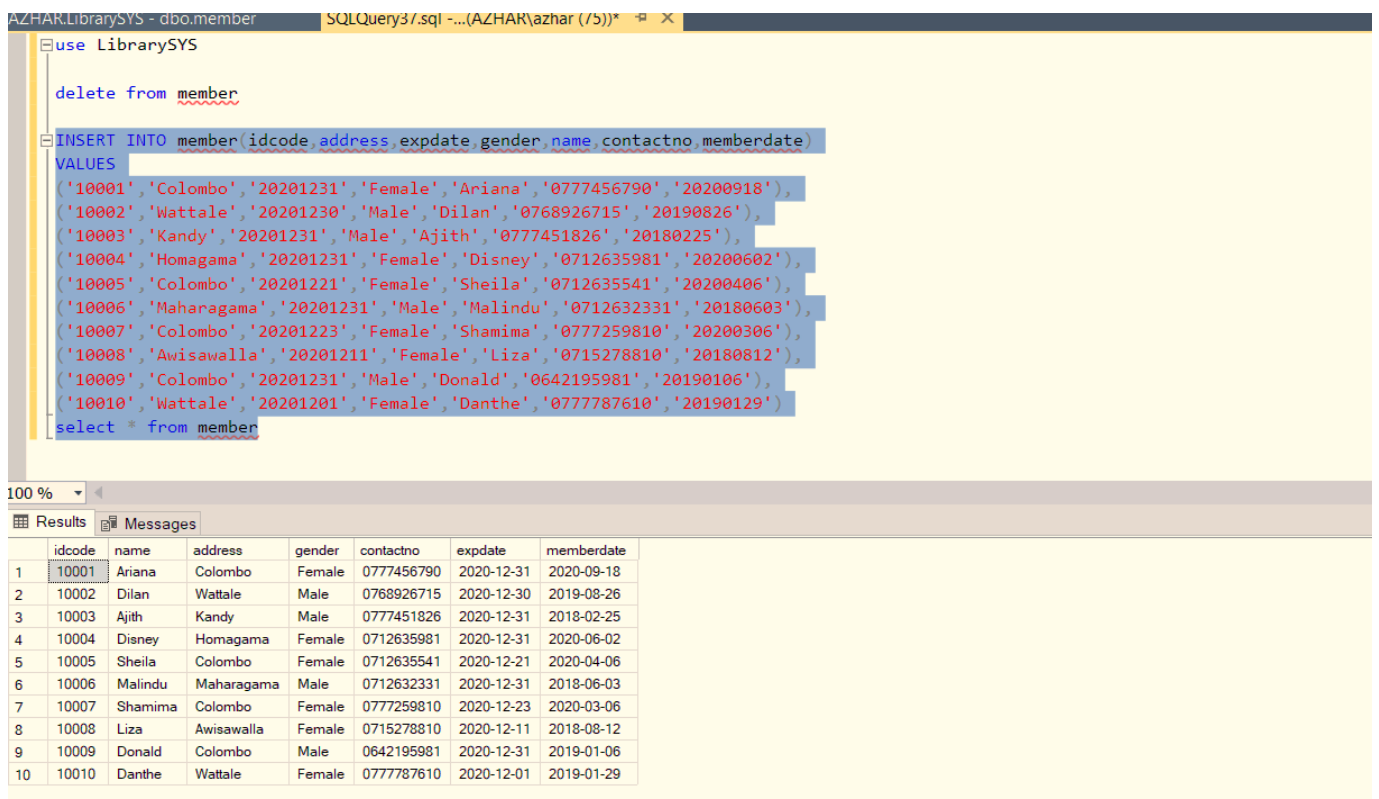 AZHAR.LibrarySYS - dbo.member SQLQuery37.sql -...(AZHAR\azhar (75))*
use LibrarySYS
delete from member
INSERT INTO member(idcode,address,expdate,gender,name,contactno,memberdate)
VALUES
('10001','Colombo','20201231','Female','Ariana','0777456790','20200918'),
('10002','Wattale','20201230','Male','Dilan','0768926715','20190826'),
('10003','Kandy','20201231','Male','Ajith','0777451826','20180225'),
('10004','Homagama','20201231','Female','Disney','0712635981','20200602'),
('10005','Colombo','20201221','Female','Sheila','0712635541','20200406'),
('10006','Maharagama','20201231','Male','Malindu','0712632331','20180603'),
('10007','Colombo','20201223','Female','Shamima','0777259810','20200306'),
('10008','Awisawalla','20201211','Female','Liza','0715278810','20180812'),
('10009','Colombo','20201231','Male','Donald','0642195981','20190106'),
('10010','Wattale','20201201','Female','Danthe','0777787610','20190129')
select * from member
100 %
Results Messages
idcode name address gender contactno expdate memberdate
1 10001 Ariana Colombo Female 0777456790 2020-12-31 2020-09-18
2 10002 Dilan Wattale Male 0768926715 2020-12-30 2019-08-26
3 10003 Ajith Kandy Male 0777451826 2020-12-31 2018-02-25
4 10004 Disney Homagama Female 0712635981 2020-12-31 2020-06-02
5 10005 Sheila Colombo Female 0712635541 2020-12-21 2020-04-06
6 10006 Malindu Maharagama Male 0712632331 2020-12-31 2018-06-03
7 10007 Shamima Colombo Female 0777259810 2020-12-23 2020-03-06
8 10008 Liza Awisawalla Female 0715278810 2020-12-11 2018-08-12
9 10009 Donald Colombo Male 0642195981 2020-12-31 2019-01-06
10 10010 Danthe Wattale Female 0777787610 2020-12-01 2019-01-29